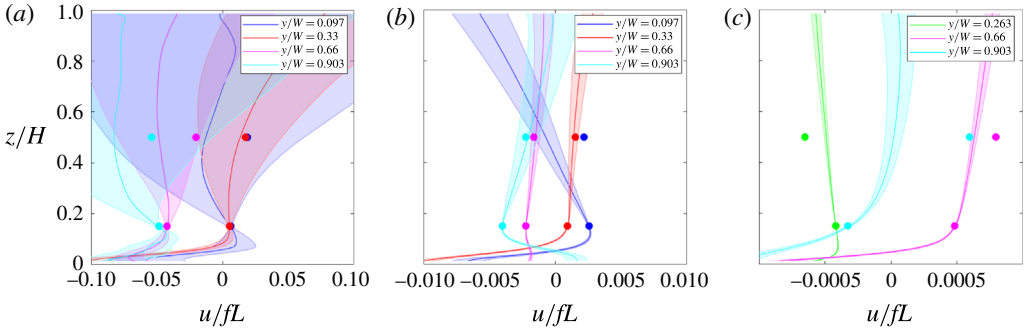 (a)
y/W = 0.097
y/W = 0.33
y/W = 0.66
y/W = 0.903
1.0
0.8
0.6
z/H
0.4
0.2
0
−0.10
−0.05
0
0.05
0.10
u/fL
(b)
y/W = 0.097
y/W = 0.33
y/W = 0.66
y/W = 0.903
−0.010
−0.005
0
0.005
0.010
u/fL
(c)
y/W = 0.263
y/W = 0.66
y/W = 0.903
−0.0005
0
0.0005
u/fL